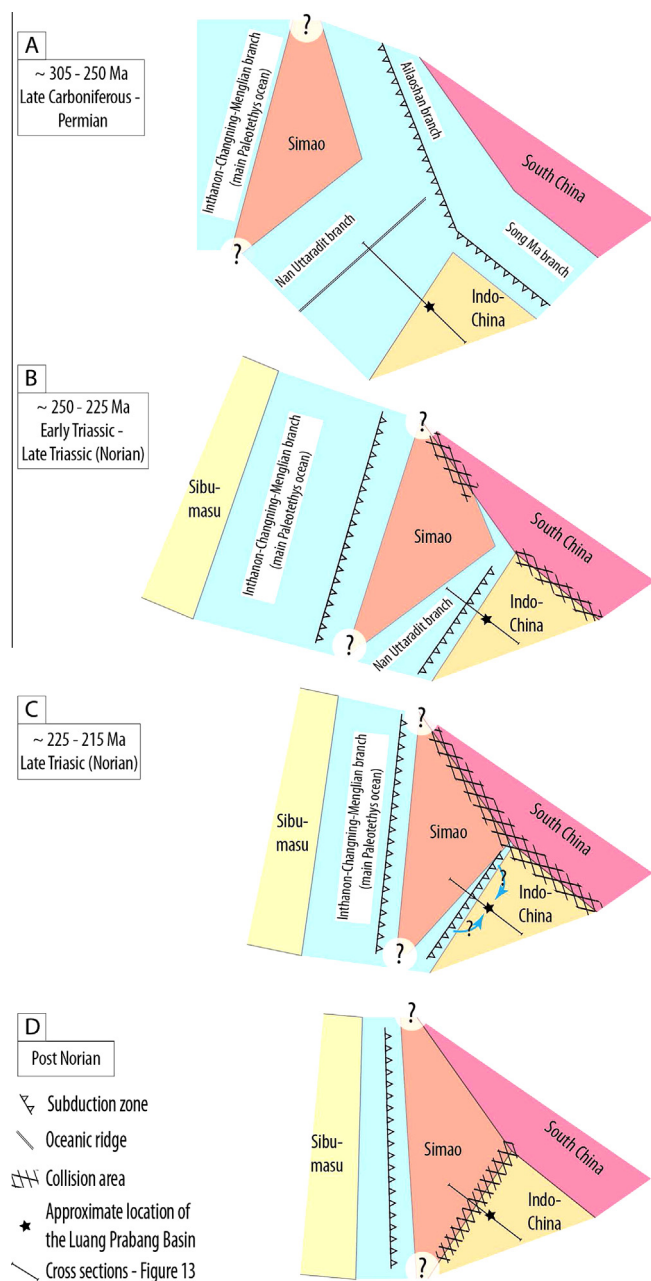 A
~ 305 - 250 Ma
Late Carboniferous -
Permian
?
Inthanon-Changning-Menglian branch
(main Paleotethys ocean)
Simao
Ailaoshan branch
South China
?
Nan Uttaradit branch
Song Ma branch
Indo-
China
B
~ 250 - 225 Ma
Early Triassic -
Late Triassic (Norian)
?
Sibu-
masu
Inthanon-Changning-Menglian branch
(main Paleotethys ocean)
Simao
South China
Indo-
China
?
Nan Uttaradit branch
C
~ 225 - 215 Ma
Late Triasic (Norian)
?
Sibu-
masu
Inthanon-Changning-Menglian branch
(main Paleotethys ocean)
Simao
South China
Indo-
China
?
?
?
D
Post Norian
?
Sibu-
masu
Simao
South China
Indo-
China
?
Subduction zone
Oceanic ridge
Collision area
Approximate location of
the Luang Prabang Basin
Cross sections - Figure 13